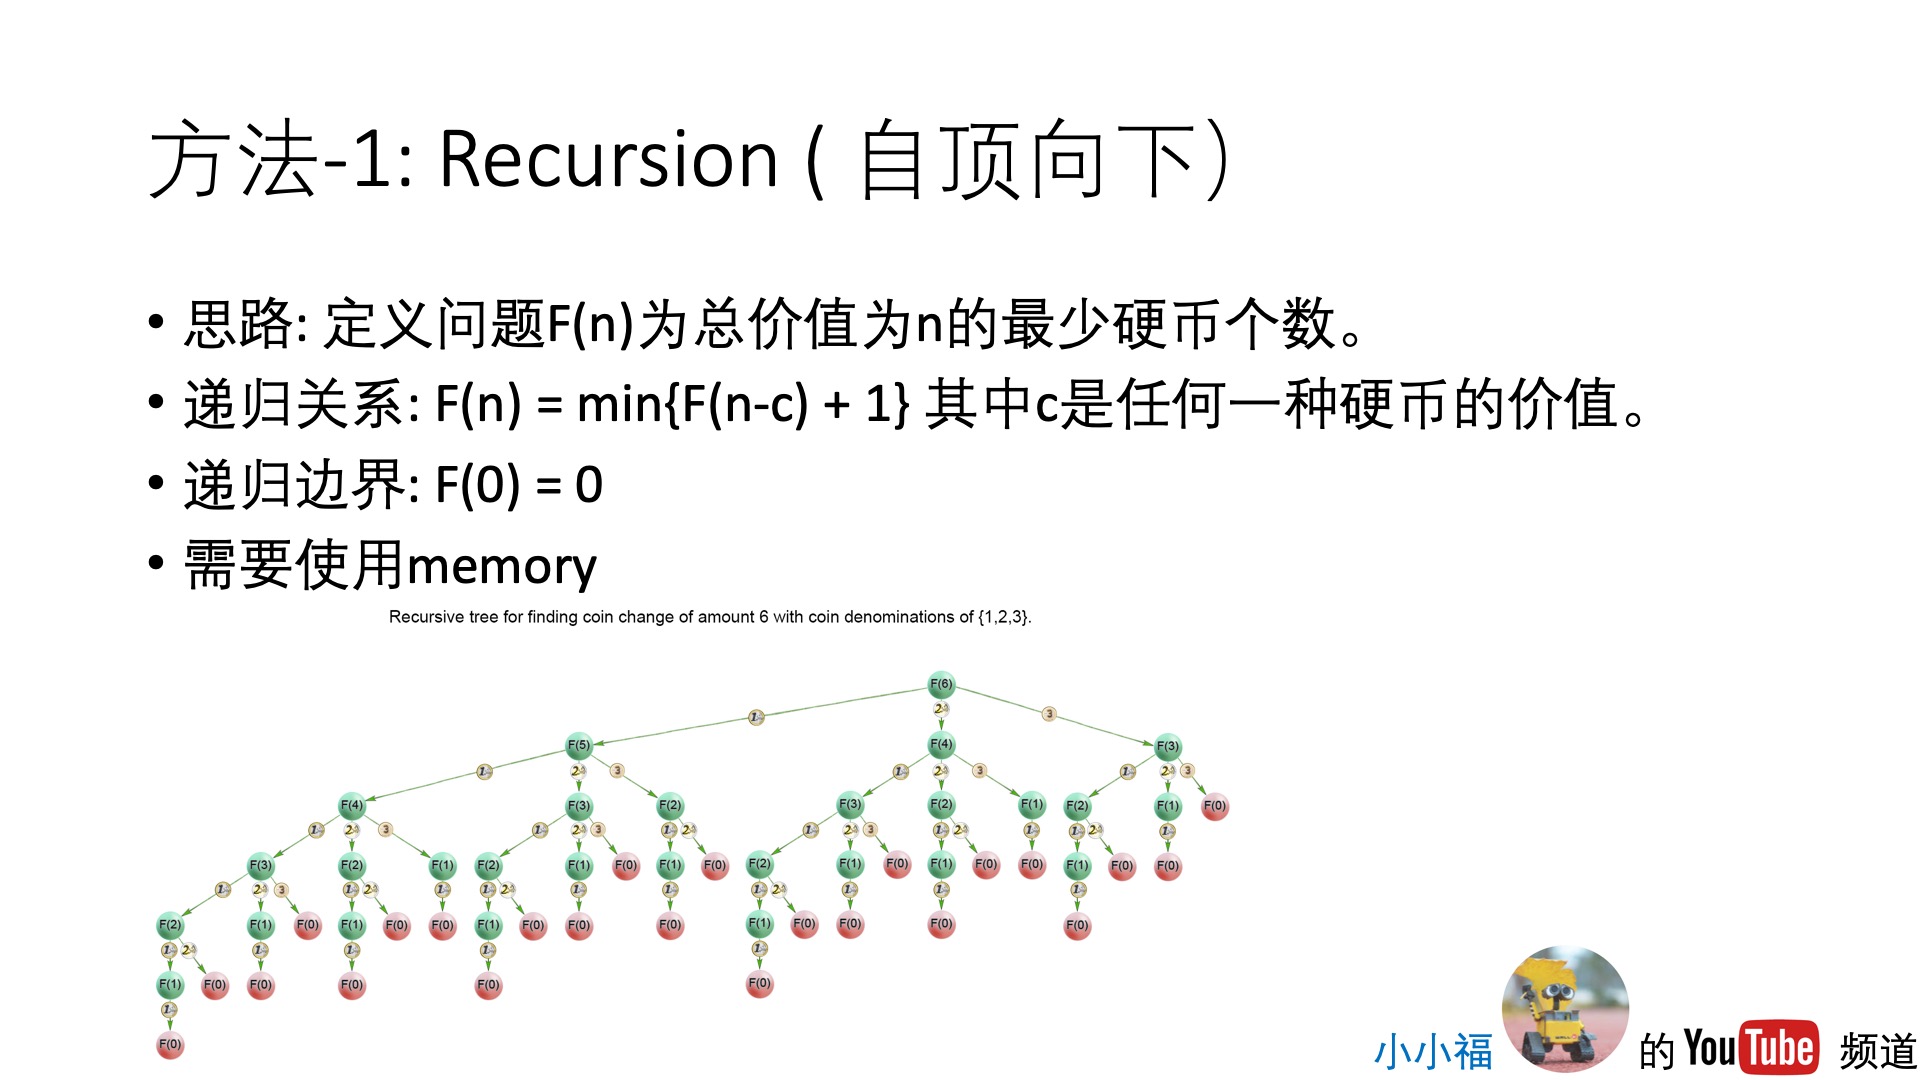 方法-1: Recursion ( 自顶向下)
• 思路: 定义问题F(n)为总价值为n的最少硬币个数。
• 递归关系: F(n) = min{F(n-c) + 1} 其中c是任何一种硬币的价值。
• 递归边界: F(0) = 0
• 需要使用memory
Recursive tree for finding coin change of amount 6 with coin denominations of {1,2,3}.
F(6)
1 2 3
F(5) F(4) F(3)
1 2 3 1 2 3 1 2 3
F(4) F(3) F(2) F(3) F(2) F(1) F(2) F(1) F(0)
1 2 3 1 2 3 1 2 1 2 3 1 2 1 1 2 1
F(3) F(2) F(1) F(2) F(1) F(0) F(1) F(0) F(2) F(1) F(0) F(1) F(0) F(0) F(1) F(0) F(0)
1 2 3 1 2 1 1 2 1 1 1 2 1 1 1
F(2) F(1) F(0) F(1) F(0) F(0) F(1) F(0) F(0) F(0) F(1) F(0) F(0) F(0) F(0)
1 2 1 1 1 1
F(1) F(0) F(0) F(0) F(0) F(0)
1
F(0)
小小福 的 YouTube 频道